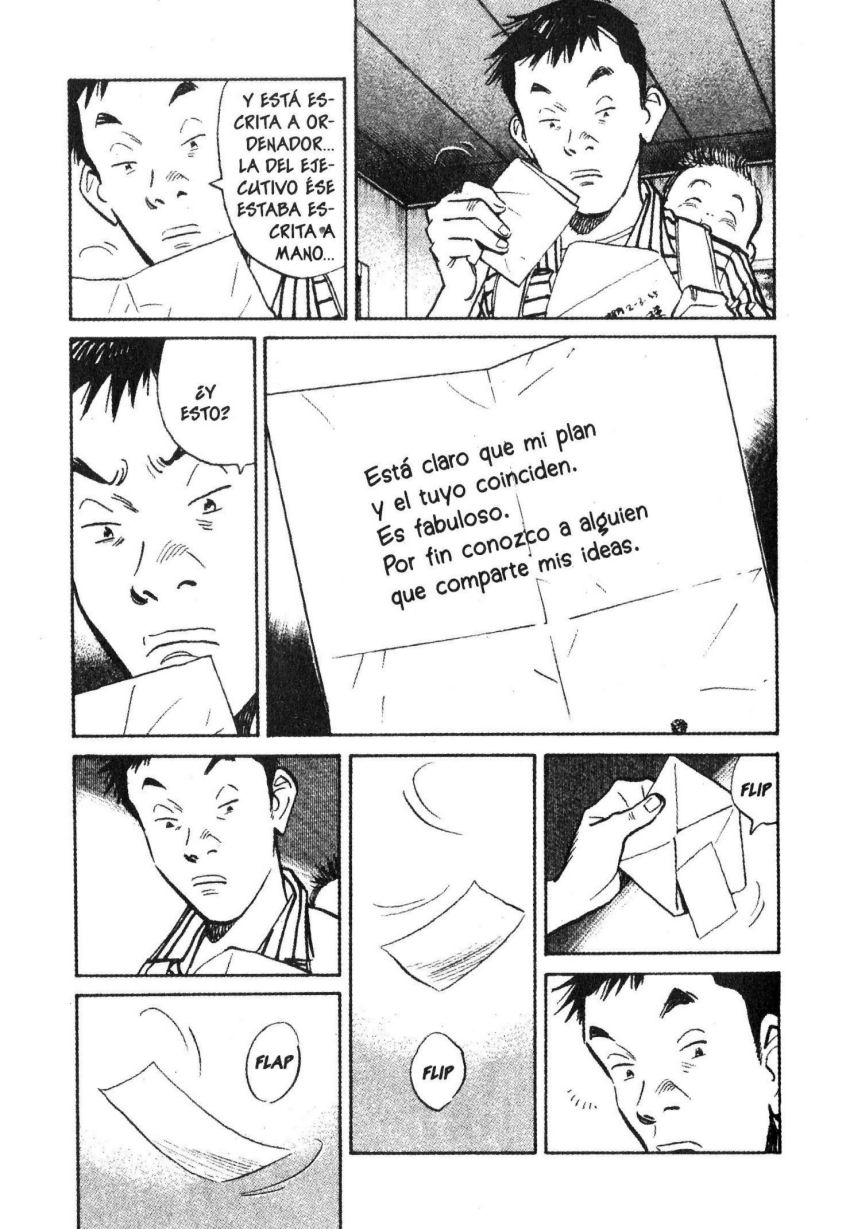 Y ESTÁ ES-
CRITA A OR-
DENADOR...
LA DEL EJE-
CUTIVO ÉSE
ESTABA ES-
CRITA A
MANO...
Está claro que mi plan
y el tuyo coinciden.
Es fabuloso.
Por fin conozco a alguien
que comparte mis ideas.
¿Y
ESTO?
FLIP
FLIP
FLAP